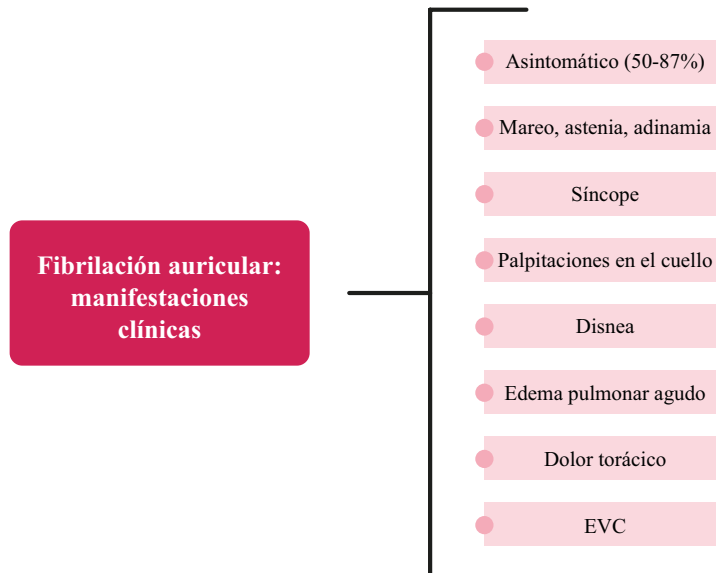 Fibrilación auricular:
manifestaciones
clínicas
Asintomático (50-87%)
Mareo, astenia, adinamia
Síncope
Palpitaciones en el cuello
Disnea
Edema pulmonar agudo
Dolor torácico
EVC